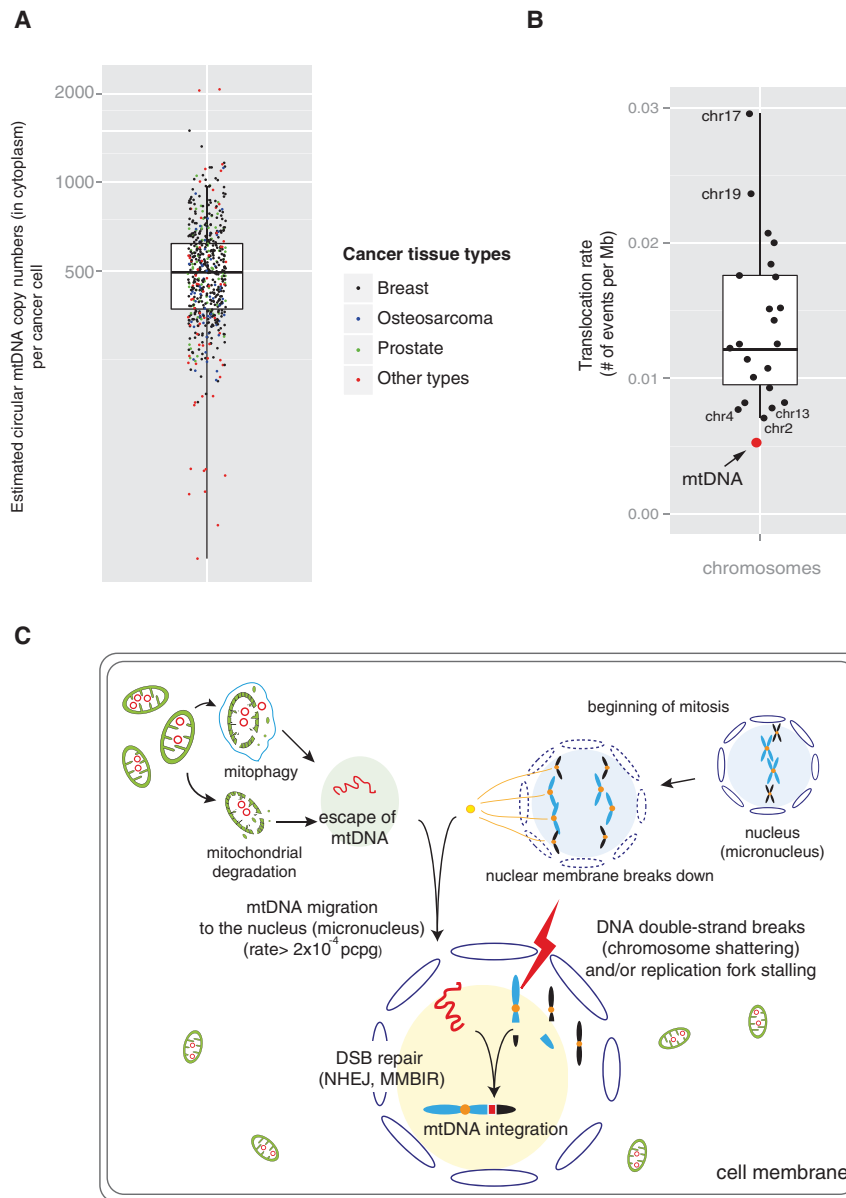 A
Estimated circular mtDNA copy numbers (in cytoplasm)
per cancer cell
2000
1000
500
Cancer tissue types
Breast
Osteosarcoma
Prostate
Other types
B
Translocation rate
(# of events per Mb)
0.03
0.02
0.01
0.00
chr17
chr19
chr4
chr13
chr2
mtDNA
chromosomes
C
mitophagy
mitochondrial
degradation
escape of
mtDNA
beginning of mitosis
nucleus
(micronucleus)
nuclear membrane breaks down
mtDNA migration
to the nucleus (micronucleus)
(rate> 2x10⁻⁴ pcpg)
DNA double-strand breaks
(chromosome shattering)
and/or replication fork stalling
DSB repair
(NHEJ, MMBIR)
mtDNA integration
cell membrane